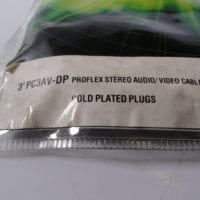 3' PC3AV-DP PROFLEX STEREO AUDIO/VIDEO CABLE
GOLD PLATED PLUGS